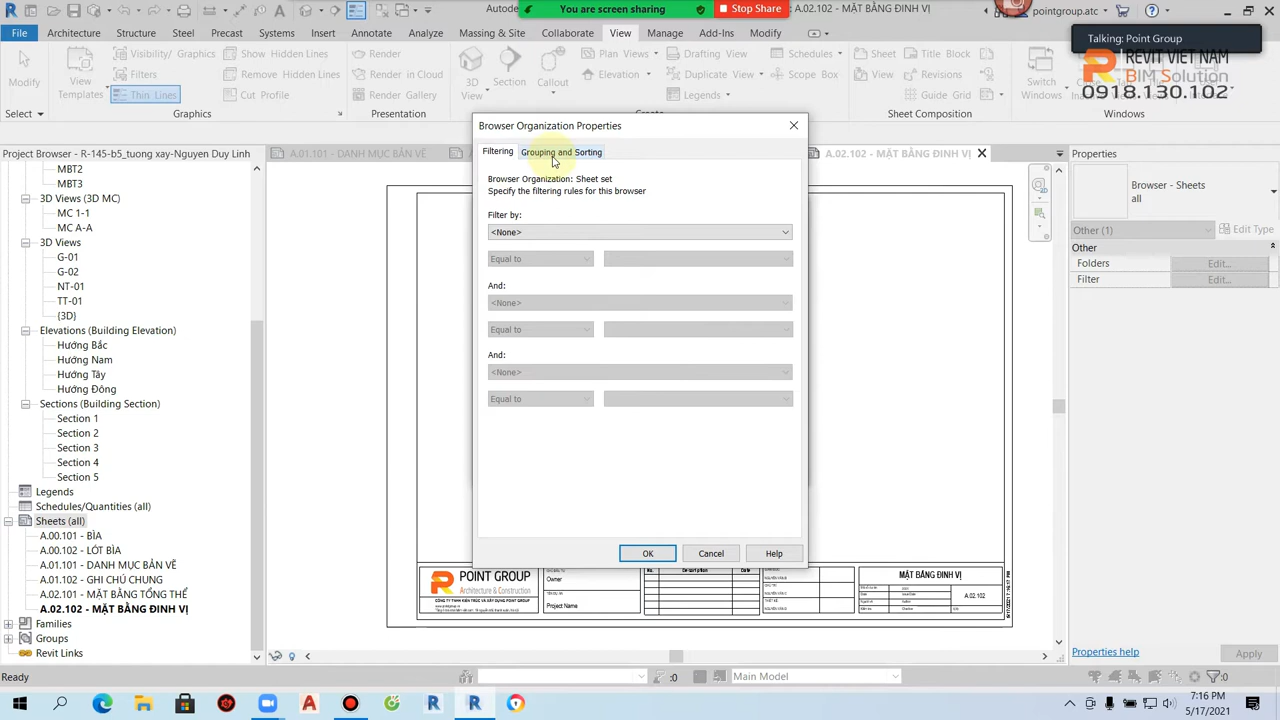 Autode
You are screen sharing
Stop Share
A.02.102 - MẶT BẰNG ĐỊNH VỊ
pointgroup.atc
File Architecture Structure Steel Precast Systems Insert Annotate Analyze Massing & Site Collaborate View Manage Add-Ins Modify
Talking: Point Group
REVIT VIET NAM
BIM Solution
0918.130.102
Modify
View
Templates
Visibility/ Graphics
Filters
Thin Lines
Show Hidden Lines
Remove Hidden Lines
Cut Profile
Render
Render in Cloud
Render Gallery
3D
View
Section
Callout
Plan Views
Elevation
Drafting View
Duplicate View
Legends
Schedules
Scope Box
Sheet
View
Title Block
Revisions
Guide Grid
Switch
Windows
Select
Graphics
Presentation
Sheet Composition
Windows
Project Browser - R-145-b5_tuong xay-Nguyen Duy Linh
A.01.101 - DANH MỤC BẢN VẼ
A.02.102 - MẶT BẰNG ĐỊNH VỊ
Properties
MBT2
MBT3
3D Views (3D MC)
MC 1-1
MC A-A
3D Views
G-01
G-02
NT-01
TT-01
{3D}
Elevations (Building Elevation)
Hướng Bắc
Hướng Nam
Hướng Tây
Hướng Đông
Sections (Building Section)
Section 1
Section 2
Section 3
Section 4
Section 5
Legends
Schedules/Quantities (all)
Sheets (all)
A.00.101 - BÌA
A.00.102 - LÓT BÌA
A.01.101 - DANH MỤC BẢN VẼ
A.01.102 - GHI CHÚ CHUNG
A.02.101 - MẶT BẰNG TỔNG THỂ
A.02.102 - MẶT BẰNG ĐỊNH VỊ
Families
Groups
Revit Links
Browser Organization Properties
Filtering
Grouping and Sorting
Browser Organization: Sheet set
Specify the filtering rules for this browser
Filter by:
<None>
Equal to
And:
<None>
Equal to
And:
<None>
Equal to
OK
Cancel
Help
POINT GROUP
Architecture & Construction
Owner
Project Name
MẶT BẰNG ĐỊNH VỊ
A.02.102
Browser - Sheets
all
Other (1)
Edit Type
Other
Folders
Edit...
Filter
Edit...
Properties help
Apply
Ready
:0
Main Model
:0
7:16 PM
5/17/2021